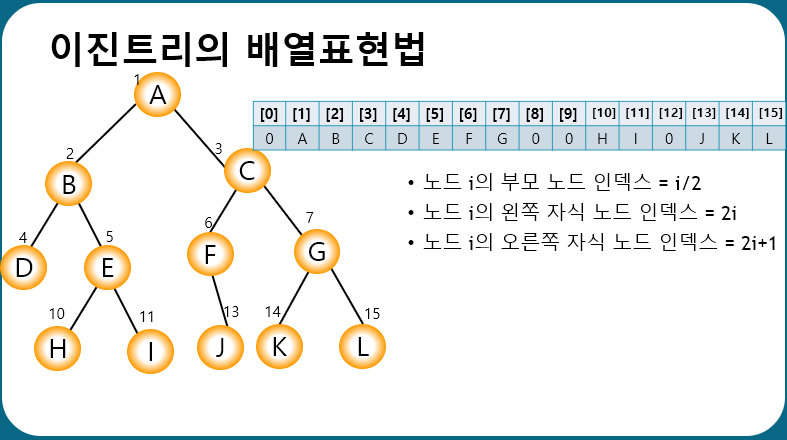 이진트리의 배열표현법
1
A
[0] [1] [2] [3] [4] [5] [6] [7] [8] [9] [10] [11] [12] [13] [14] [15]
0 A B C D E F G 0 0 H I 0 J K L
2
3
B
C
• 노드 i의 부모 노드 인덱스 = i/2
• 노드 i의 왼쪽 자식 노드 인덱스 = 2i
• 노드 i의 오른쪽 자식 노드 인덱스 = 2i+1
4 5 6 7
D E F G
10 11 13 14 15
H I J K L